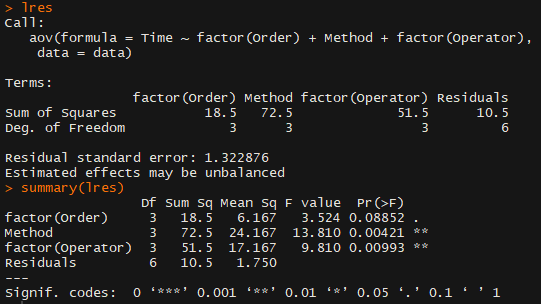 > lres
Call:
   aov(formula = Time ~ factor(Order) + Method + factor(Operator),
    data = data)
Terms:
                factor(Order) Method factor(Operator) Residuals
Sum of Squares           18.5   72.5             51.5      10.5
Deg. of Freedom             3      3                3         6
Residual standard error: 1.322876
Estimated effects may be unbalanced
> summary(lres)
                 Df Sum Sq Mean Sq F value  Pr(>F)
factor(Order)     3   18.5   6.167   3.524 0.08852 .
Method            3   72.5  24.167  13.810 0.00421 **
factor(Operator)  3   51.5  17.167   9.810 0.00993 **
Residuals         6   10.5   1.750
---
Signif. codes:  0 ‘***’ 0.001 ‘**’ 0.01 ‘*’ 0.05 ‘.’ 0.1 ‘ ’ 1